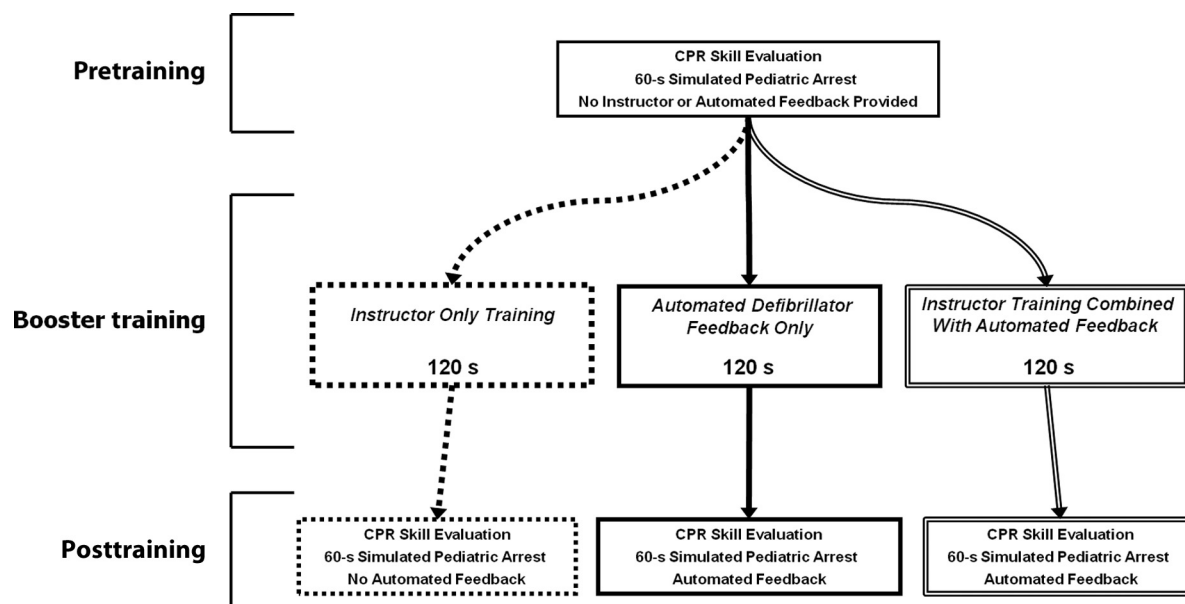 Pretraining
CPR Skill Evaluation
60-s Simulated Pediatric Arrest
No Instructor or Automated Feedback Provided
Booster training
Instructor Only Training
120 s
Automated Defibrillator
Feedback Only
120 s
Instructor Training Combined
With Automated Feedback
120 s
Posttraining
CPR Skill Evaluation
60-s Simulated Pediatric Arrest
No Automated Feedback
CPR Skill Evaluation
60-s Simulated Pediatric Arrest
Automated Feedback
CPR Skill Evaluation
60-s Simulated Pediatric Arrest
Automated Feedback